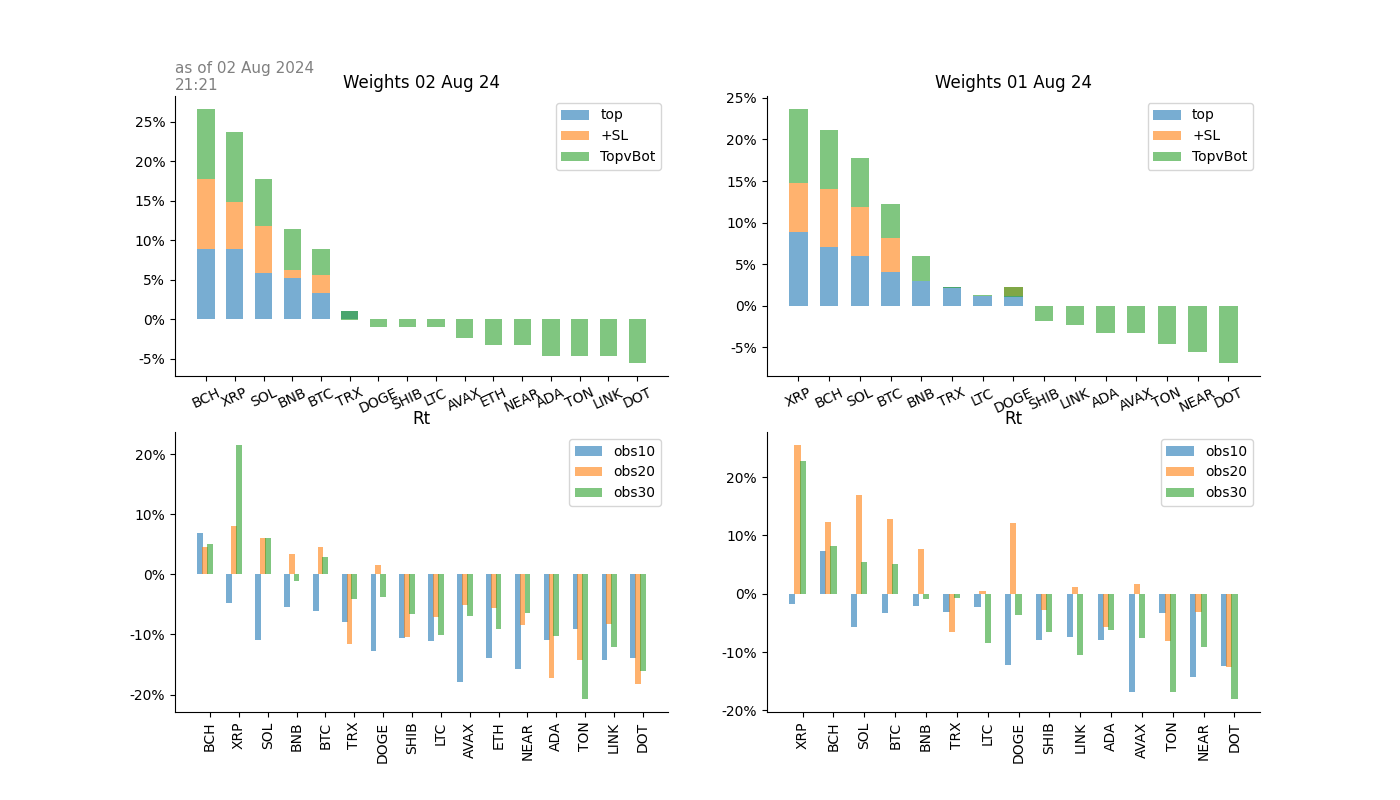 as of 02 Aug 2024
21:21
Weights 02 Aug 24
25%
20%
15%
10%
5%
0%
-5%
top
+SL
TopvBot
BCH XRP SOL BNB BTC TRX DOGE SHIB LTC AVAX ETH NEAR ADA TON LINK DOT
Weights 01 Aug 24
25%
20%
15%
10%
5%
0%
-5%
top
+SL
TopvBot
XRP BCH SOL BTC BNB TRX LTC DOGE SHIB LINK ADA AVAX TON NEAR DOT
Rt
20%
10%
0%
-10%
-20%
obs10
obs20
obs30
BCH XRP SOL BNB BTC TRX DOGE SHIB LTC AVAX ETH NEAR ADA TON LINK DOT
Rt
20%
10%
0%
-10%
-20%
obs10
obs20
obs30
XRP BCH SOL BTC BNB TRX LTC DOGE SHIB LINK ADA AVAX TON NEAR DOT